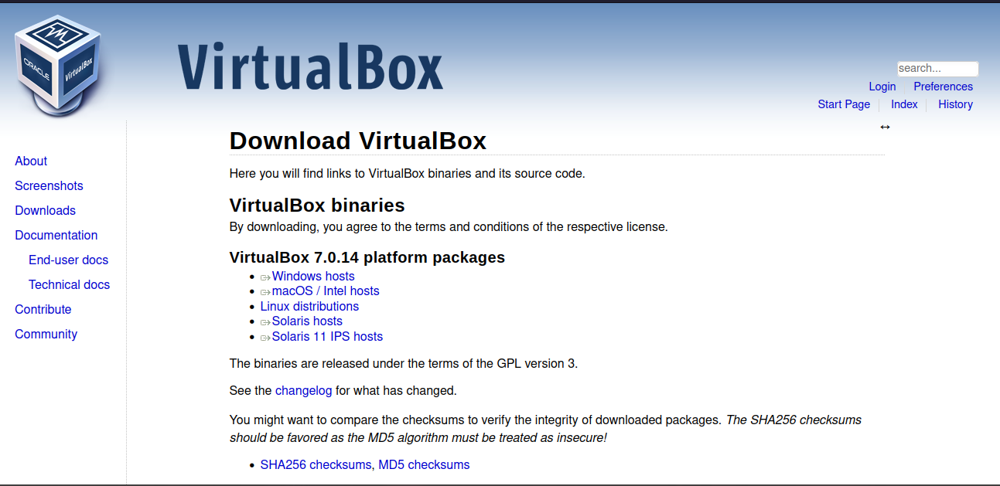 ORACLE
VirtualBox
VirtualBox
search...
Login Preferences
Start Page Index History
About
Screenshots
Downloads
Documentation
End-user docs
Technical docs
Contribute
Community
Download VirtualBox
Here you will find links to VirtualBox binaries and its source code.
VirtualBox binaries
By downloading, you agree to the terms and conditions of the respective license.
VirtualBox 7.0.14 platform packages
Windows hosts
macOS / Intel hosts
Linux distributions
Solaris hosts
Solaris 11 IPS hosts
The binaries are released under the terms of the GPL version 3.
See the changelog for what has changed.
You might want to compare the checksums to verify the integrity of downloaded packages. The SHA256 checksums
should be favored as the MD5 algorithm must be treated as insecure!
SHA256 checksums, MD5 checksums